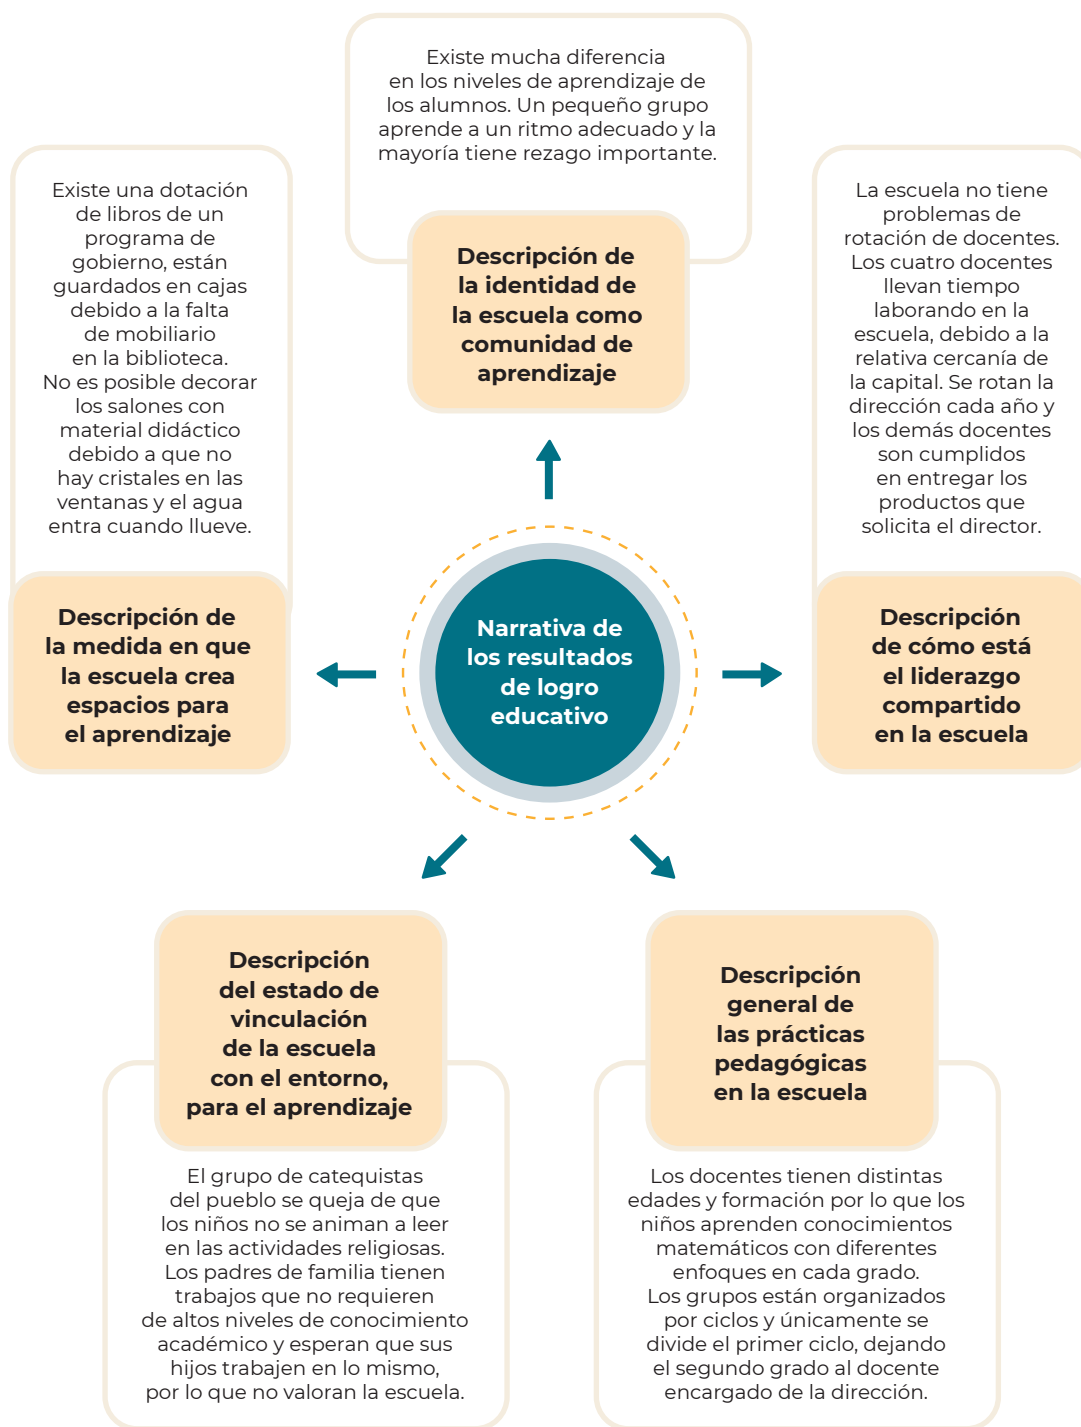 Existe mucha diferencia
en los niveles de aprendizaje de
los alumnos. Un pequeño grupo
aprende a un ritmo adecuado y la
mayoría tiene rezago importante.
Descripción de
la identidad de
la escuela como
comunidad de
aprendizaje
Existe una dotación
de libros de un
programa de
gobierno, están
guardados en cajas
debido a la falta
de mobiliario
en la biblioteca.
No es posible decorar
los salones con
material didáctico
debido a que no
hay cristales en las
ventanas y el agua
entra cuando llueve.
Descripción de
la medida en que
la escuela crea
espacios para
el aprendizaje
La escuela no tiene
problemas de
rotación de docentes.
Los cuatro docentes
llevan tiempo
laborando en la
escuela, debido a la
relativa cercanía de
la capital. Se rotan la
dirección cada año y
los demás docentes
son cumplidos
en entregar los
productos que
solicita el director.
Descripción
de cómo está
el liderazgo
compartido
en la escuela
Narrativa de
los resultados
de logro
educativo
Descripción
del estado de
vinculación
de la escuela
con el entorno,
para el aprendizaje
El grupo de catequistas
del pueblo se queja de que
los niños no se animan a leer
en las actividades religiosas.
Los padres de familia tienen
trabajos que no requieren
de altos niveles de conocimiento
académico y esperan que sus
hijos trabajen en lo mismo,
por lo que no valoran la escuela.
Descripción
general de
las prácticas
pedagógicas
en la escuela
Los docentes tienen distintas
edades y formación por lo que los
niños aprenden conocimientos
matemáticos con diferentes
enfoques en cada grado.
Los grupos están organizados
por ciclos y únicamente se
divide el primer ciclo, dejando
el segundo grado al docente
encargado de la dirección.